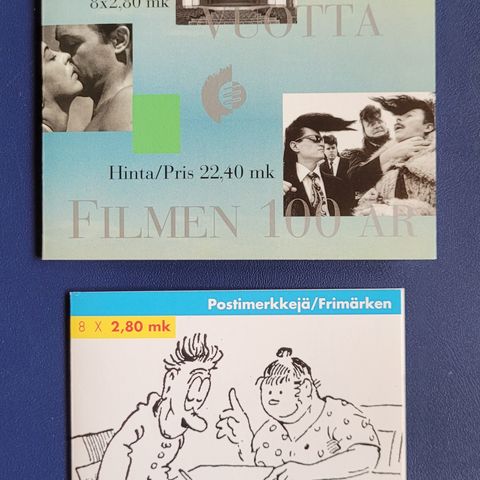 8x2,80 mk
VUOTTA
Hinta/Pris 22,40 mk
FILMEN 100 ÅR
Postimerkkejä/Frimärken
8 X 2,80 mk